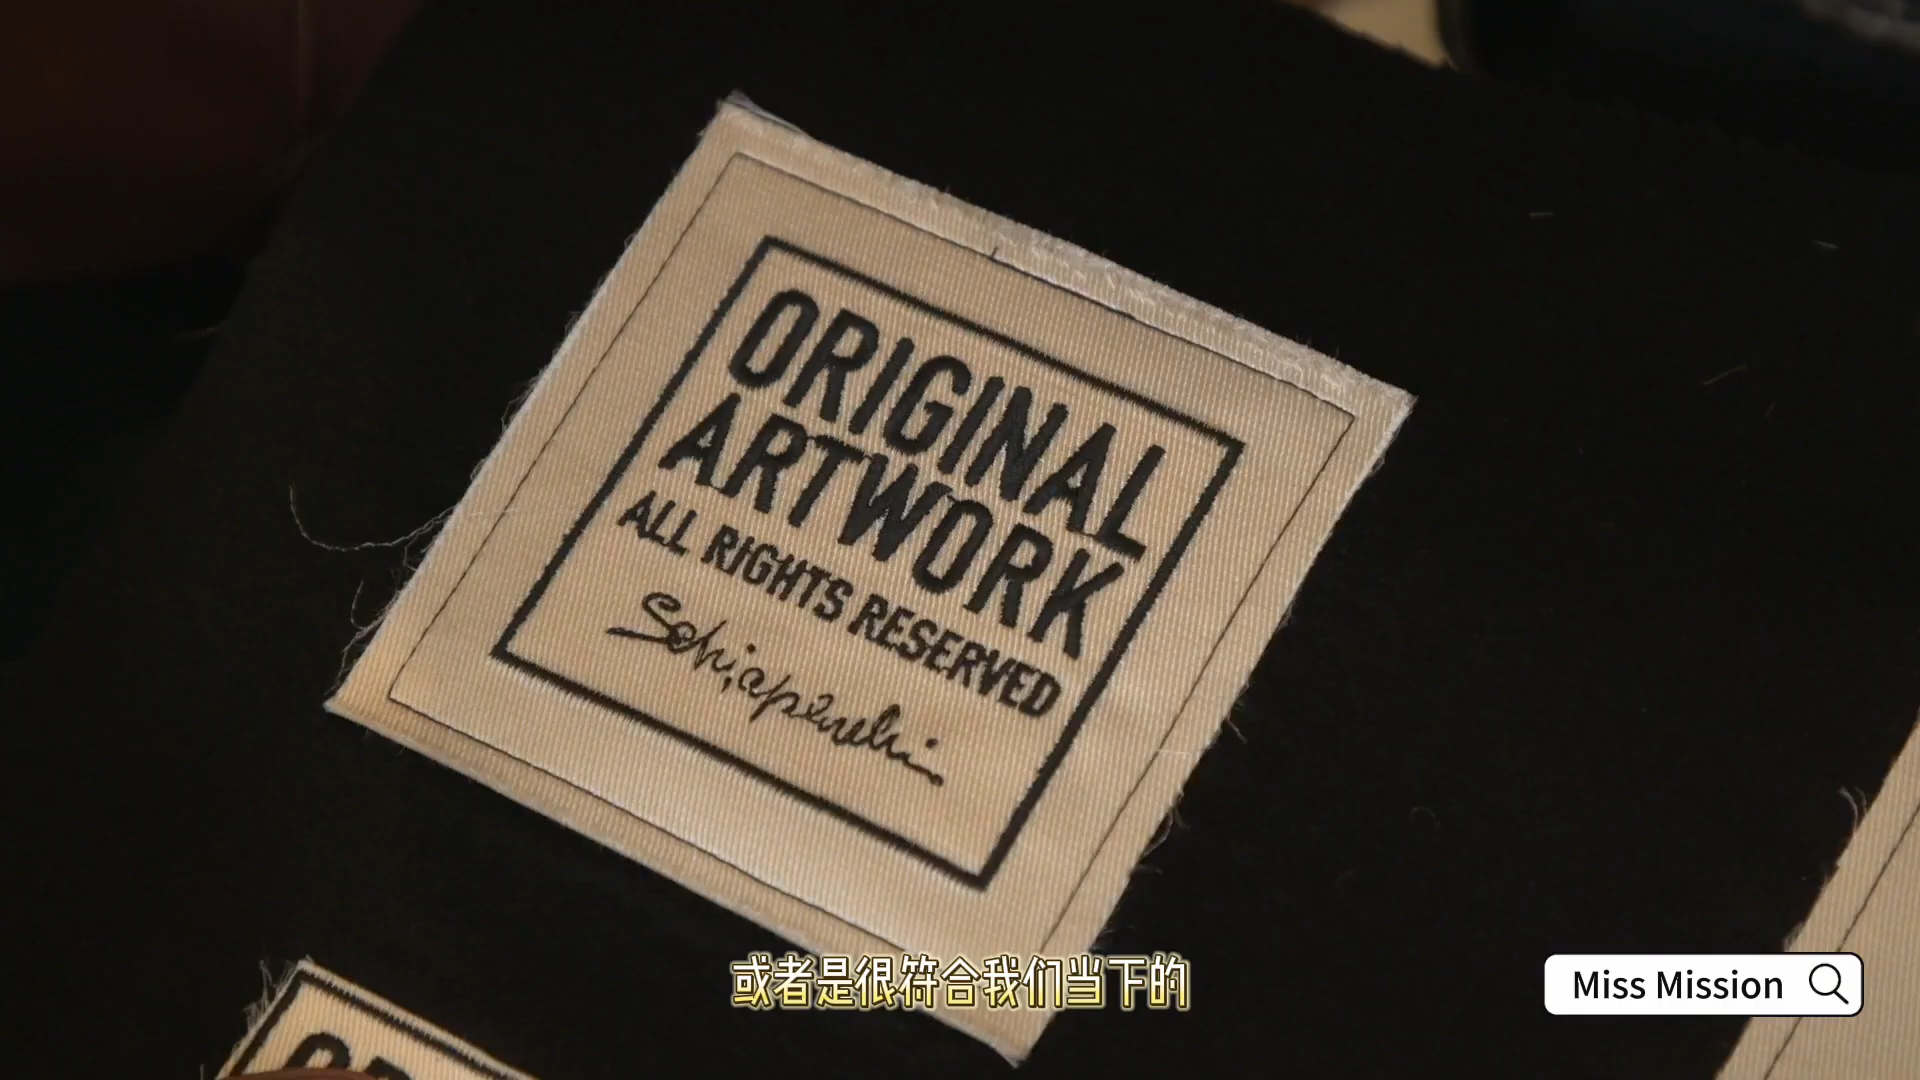 ORIGINAL
ARTWORK
ALL RIGHTS RESERVED
Schiaparelli
或者是很符合我们当下的
Miss Mission